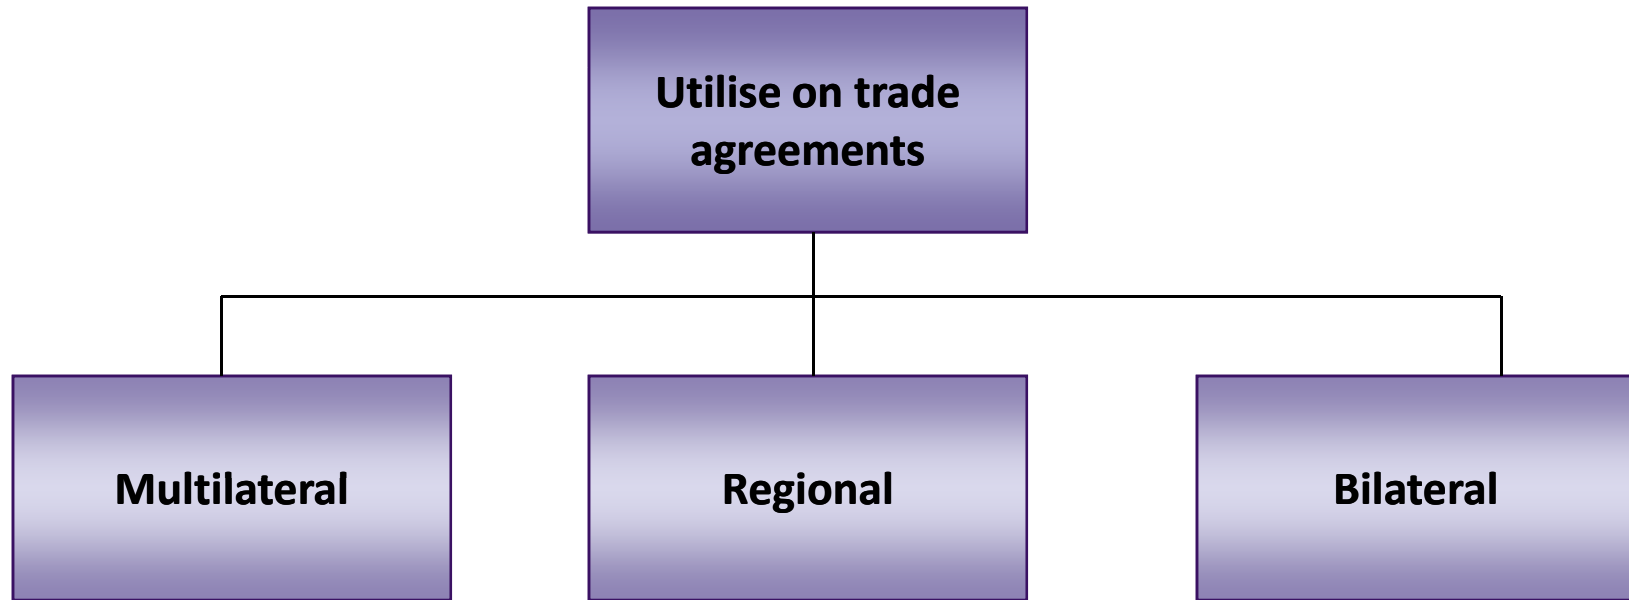 Utilise on trade
agreements
Multilateral
Regional
Bilateral